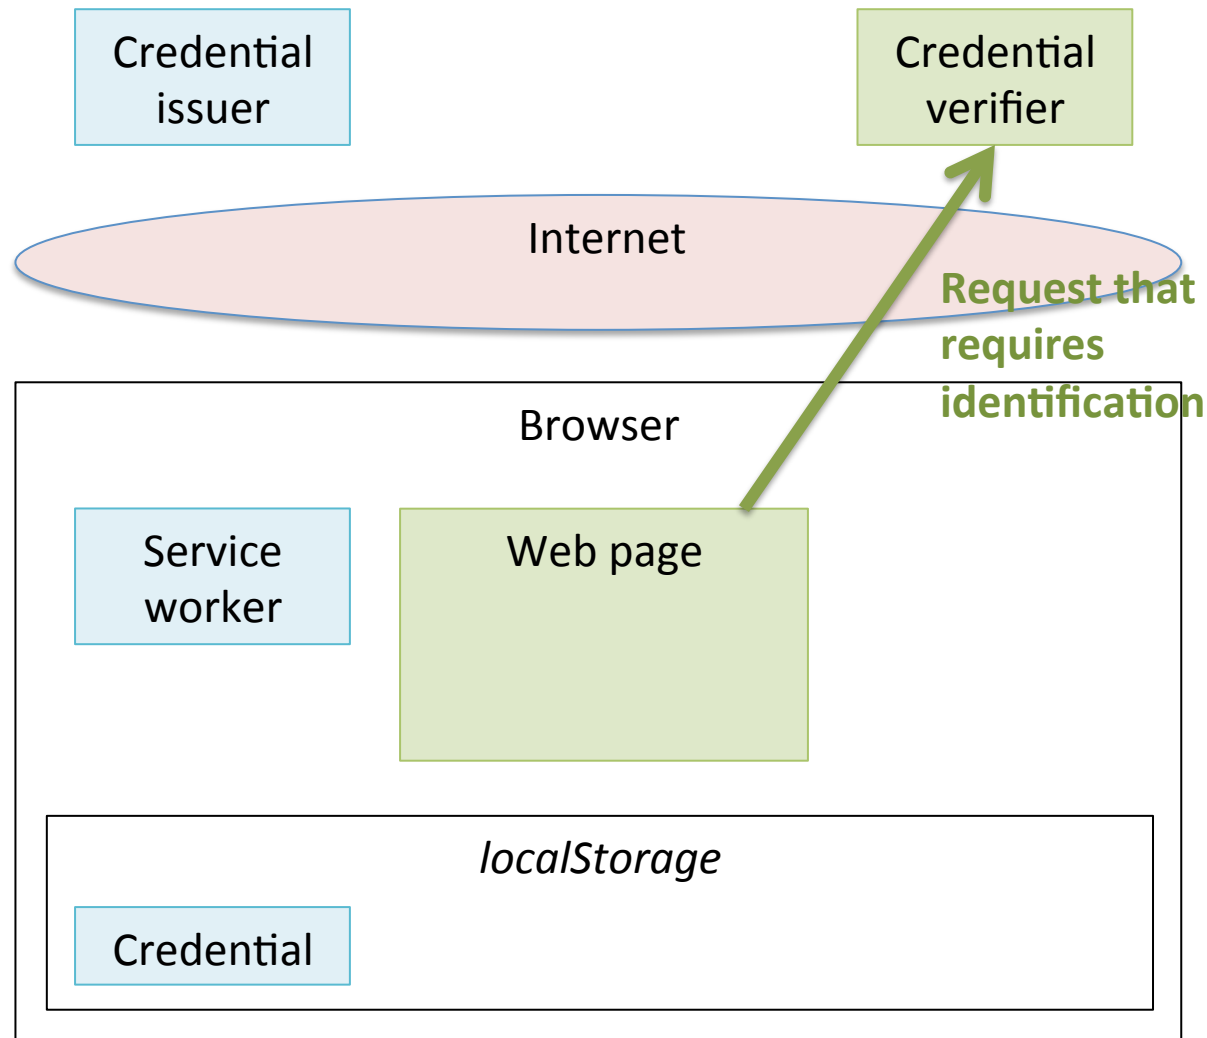 Credential
issuer
Credential
verifier
Internet
Request that
requires
identification
Browser
Service
worker
Web page
localStorage
Credential